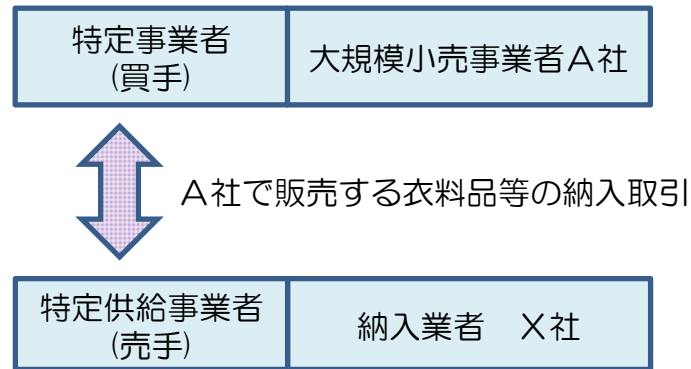 特定事業者
(買手)
大規模小売事業者A社
A社で販売する衣料品等の納入取引
特定供給事業者
(売手)
納入業者　X社